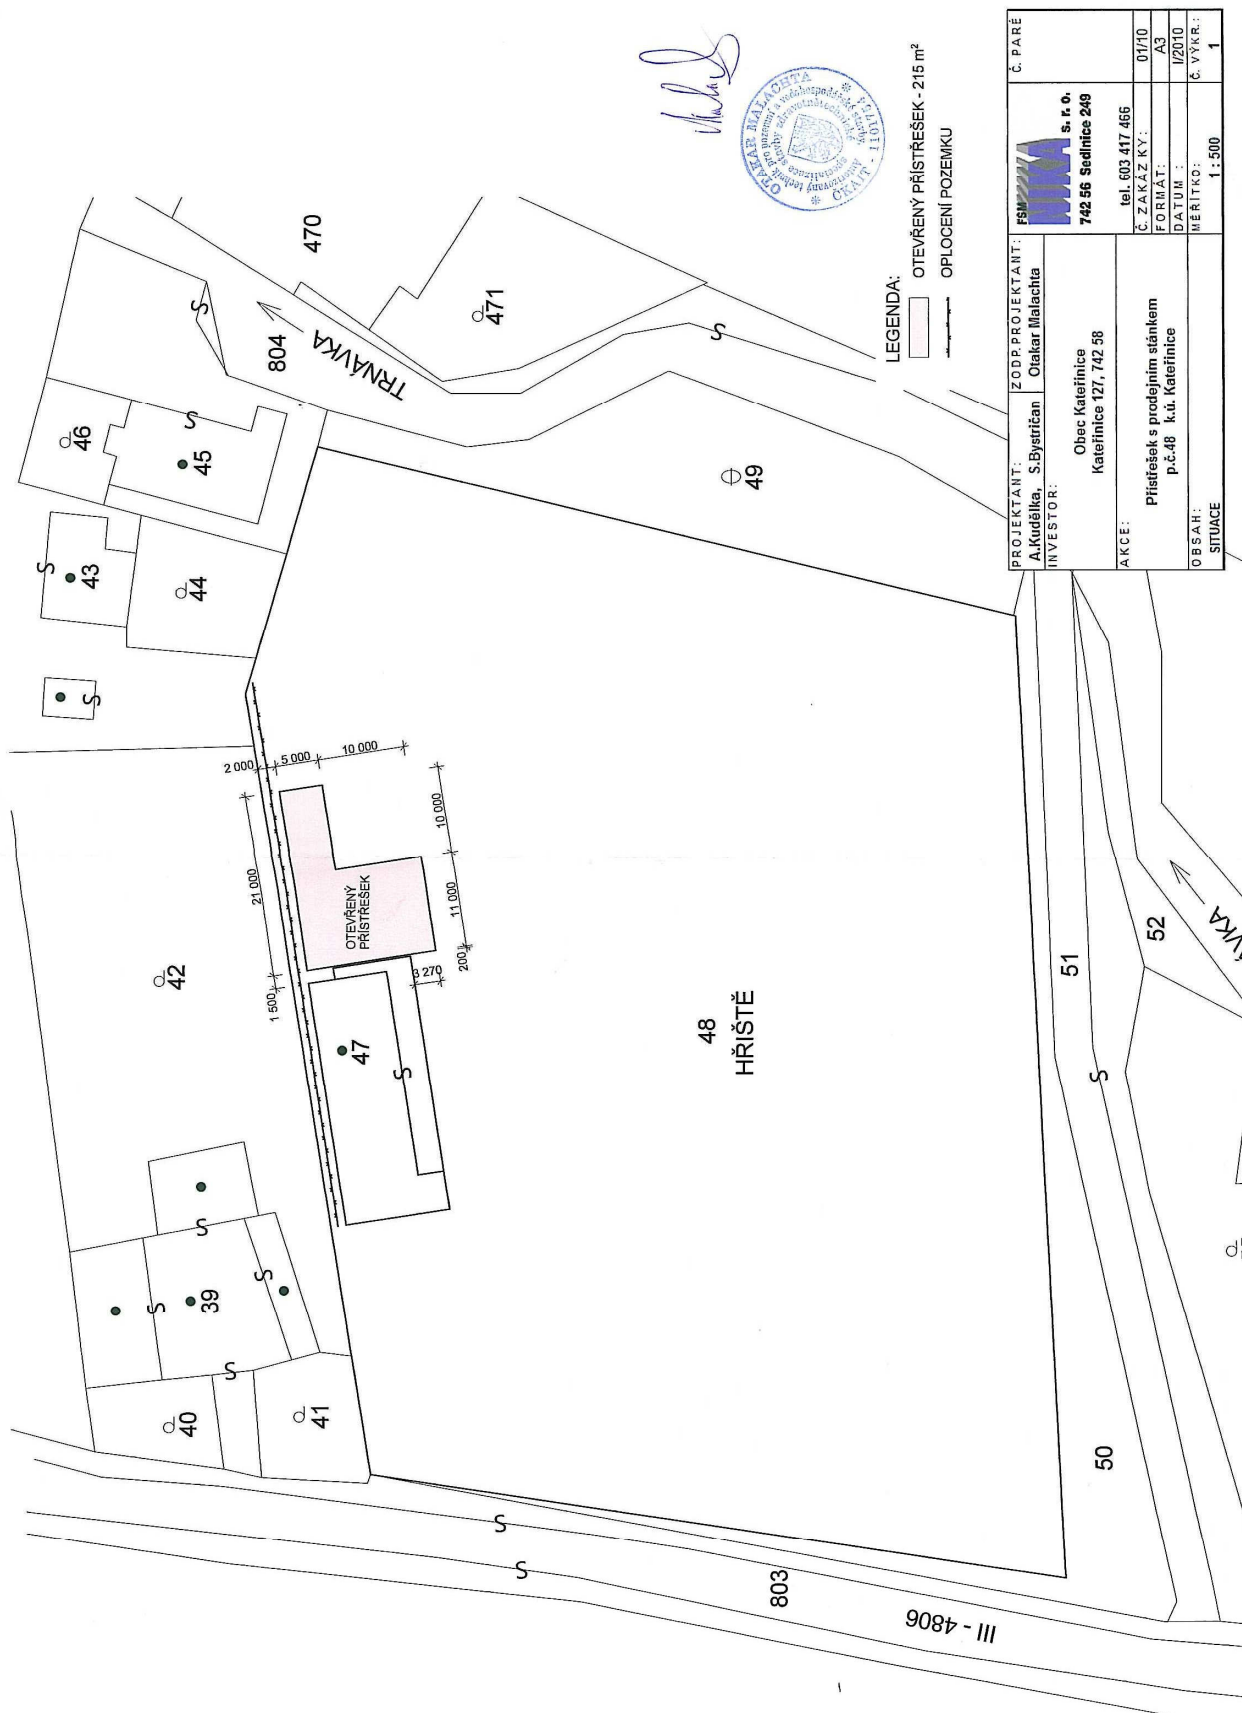 470
804
TRNÁVKA
471
46
45
43
44
49
42
2 000
5 000
10 000
21 000
10 000
11 000
200
3 270
1 500
OTEVŘENÝ
PŘÍSTŘEŠEK
47
48
HŘIŠTĚ
39
40
41
51
52
50
803
III - 4806
OTAKAR MALACHTA
ČKAIT - 1101701
LEGENDA:
OTEVŘENÝ PŘÍSTŘEŠEK - 215 m²
OPLOCENÍ POZEMKU
PROJEKTANT:
A.Kudělka, S.Bystričan
ZODP.PROJEKTANT:
Otakar Malachta
FSM
NIKA s. r. o.
742 56 Sedlnice 249
tel. 603 417 466
Č. PARÉ
INVESTOR:
Obec Kateřinice
Kateřinice 127, 742 58
AKCE:
Přístřešek s prodejním stánkem
p.č.48 k.ú. Kateřinice
Č. ZAKÁZKY: 01/10
FORMÁT: A3
DATUM : I/2010
OBSAH:
SITUACE
MĚŘÍTKO:
1 : 500
Č. VÝKR.:
1